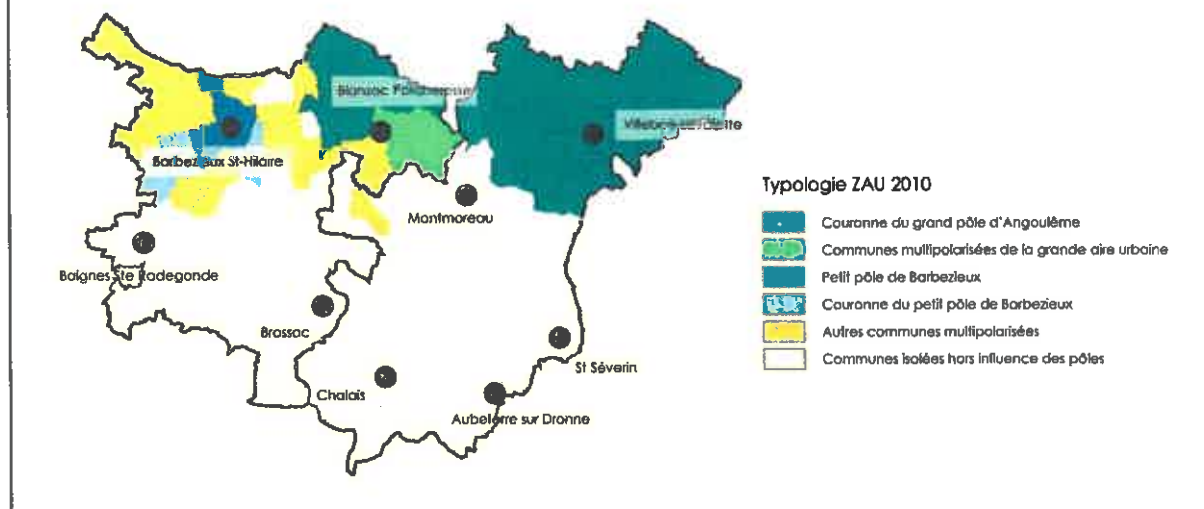 Barbezieux St-Hilaire
Montmoreau
Baignes Ste Radegonde
Brossac
St Séverin
Chalais
Aubeterre sur Dronne
Typologie ZAU 2010
Couronne du grand pôle d'Angoulême
Communes multipolarisées de la grande aire urbaine
Petit pôle de Barbezieux
Couronne du petit pôle de Barbezieux
Autres communes multipolarisées
Communes isolées hors influence des pôles